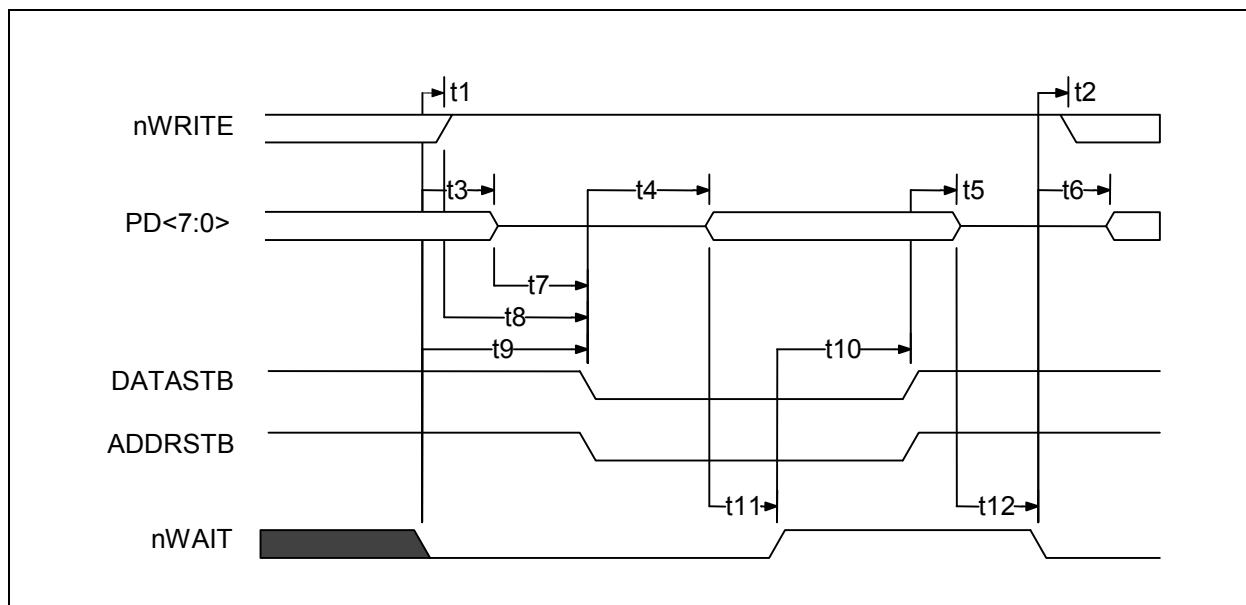 t1
t2
nWRITE
t3
t4
t5
t6
PD<7:0>
t7
t8
t9
t10
DATASTB
ADDRSTB
t11
t12
nWAIT